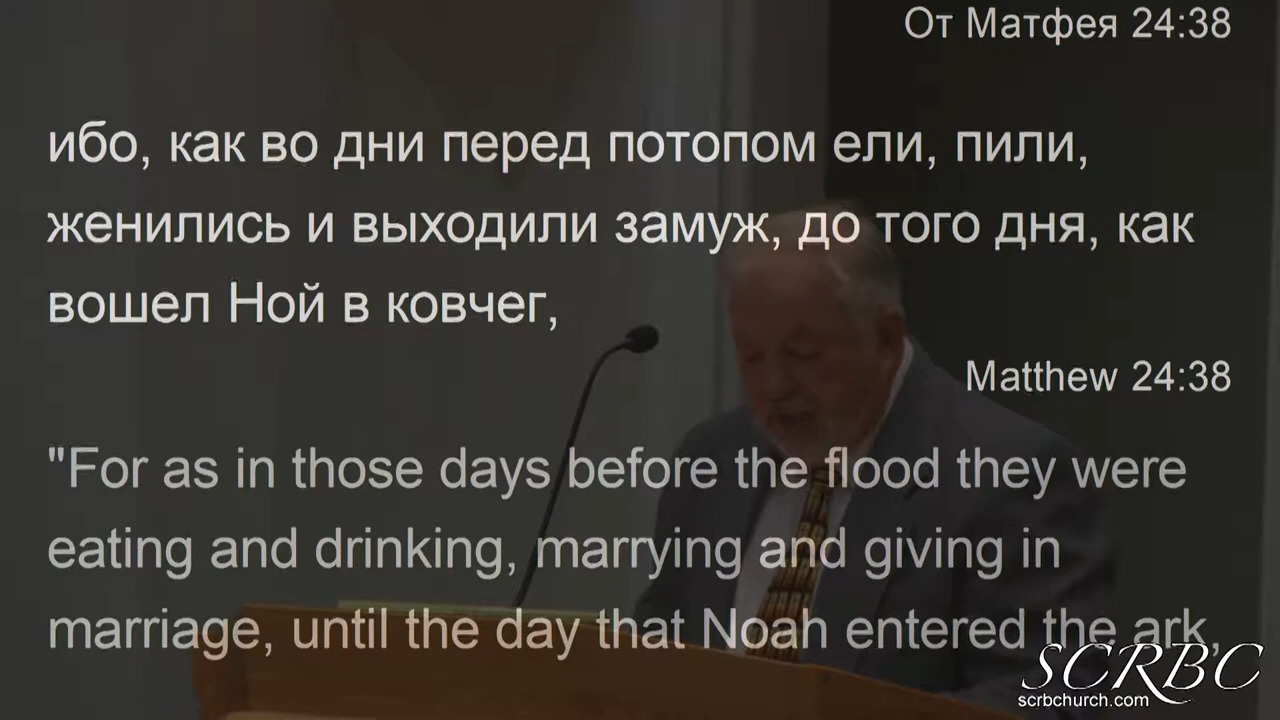 От Матфея 24:38
ибо, как во дни перед потопом ели, пили,
женились и выходили замуж, до того дня, как
вошел Ной в ковчег,
Matthew 24:38
"For as in those days before the flood they were
eating and drinking, marrying and giving in
marriage, until the day that Noah entered the ark,
SCRBC
scrbchurch.com